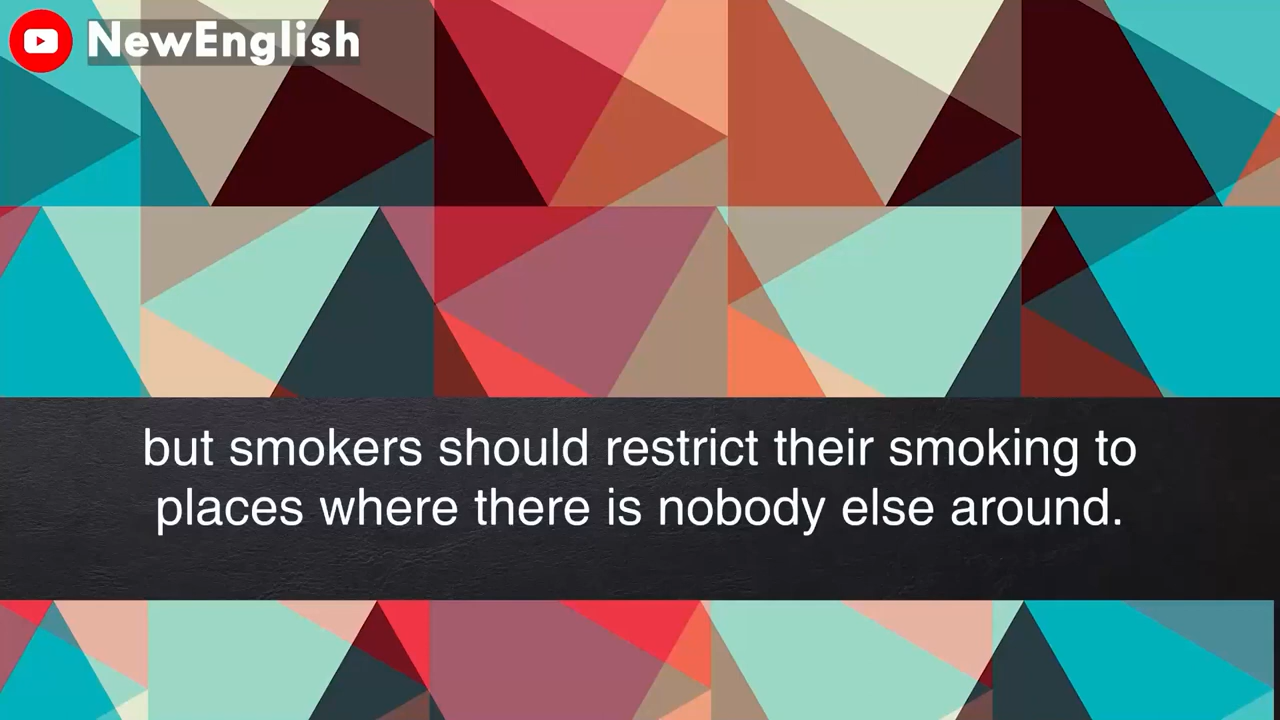 NewEnglish
but smokers should restrict their smoking to
places where there is nobody else around.